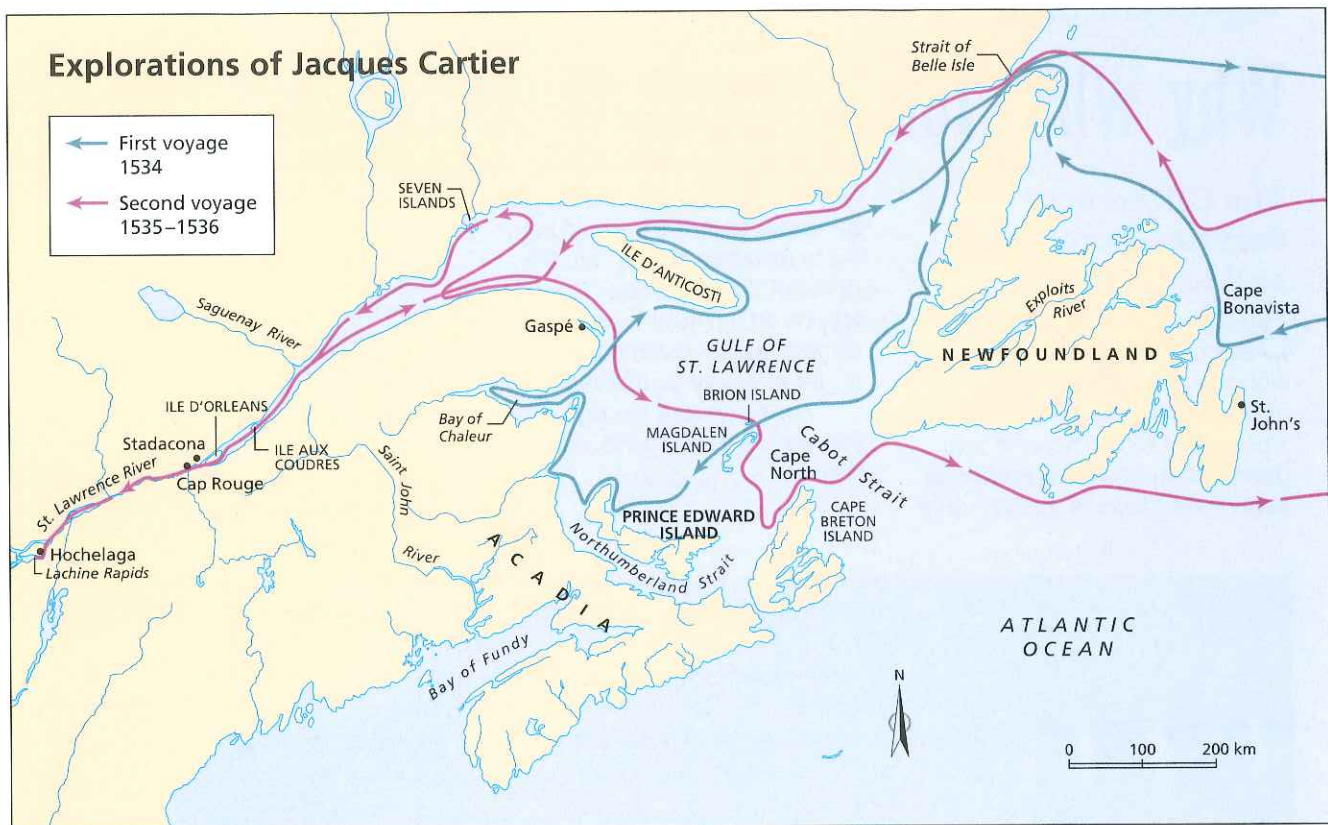 Explorations of Jacques Cartier
First voyage
1534
Second voyage
1535–1536
Strait of
Belle Isle
SEVEN
ISLANDS
ILE D'ANTICOSTI
Saguenay River
Gaspé
Exploits
River
Cape
Bonavista
GULF OF
ST. LAWRENCE
NEWFOUNDLAND
BRION ISLAND
ILE D'ORLEANS
Bay of
Chaleur
MAGDALEN
ISLAND
St.
John's
Stadacona
ILE AUX
COUDRES
Cape
North
Cabot Strait
St. Lawrence River
Cap Rouge
Saint John
River
PRINCE EDWARD
ISLAND
CAPE
BRETON
ISLAND
Hochelaga
Lachine Rapids
Northumberland Strait
ACADIA
Bay of Fundy
ATLANTIC
OCEAN
N
0 100 200 km